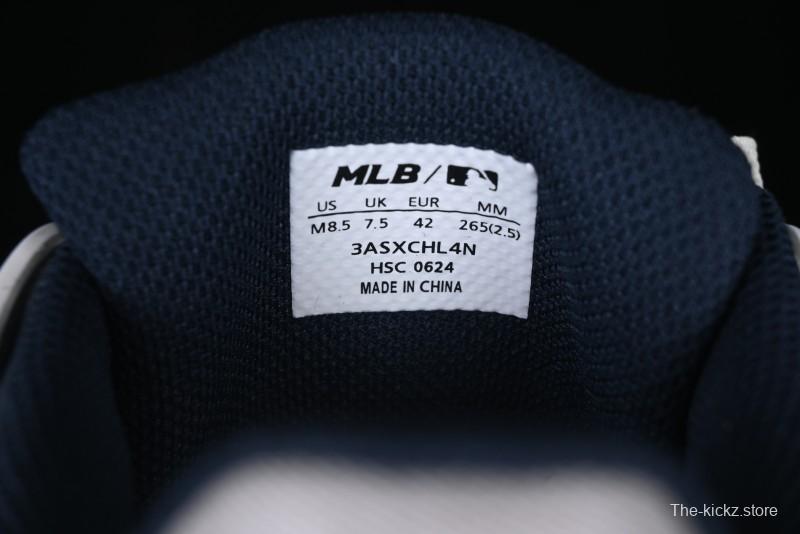 MLB /
US UK EUR MM
M8.5 7.5 42 265(2.5)
3ASXCHL4N
HSC 0624
MADE IN CHINA
The-kickz.store